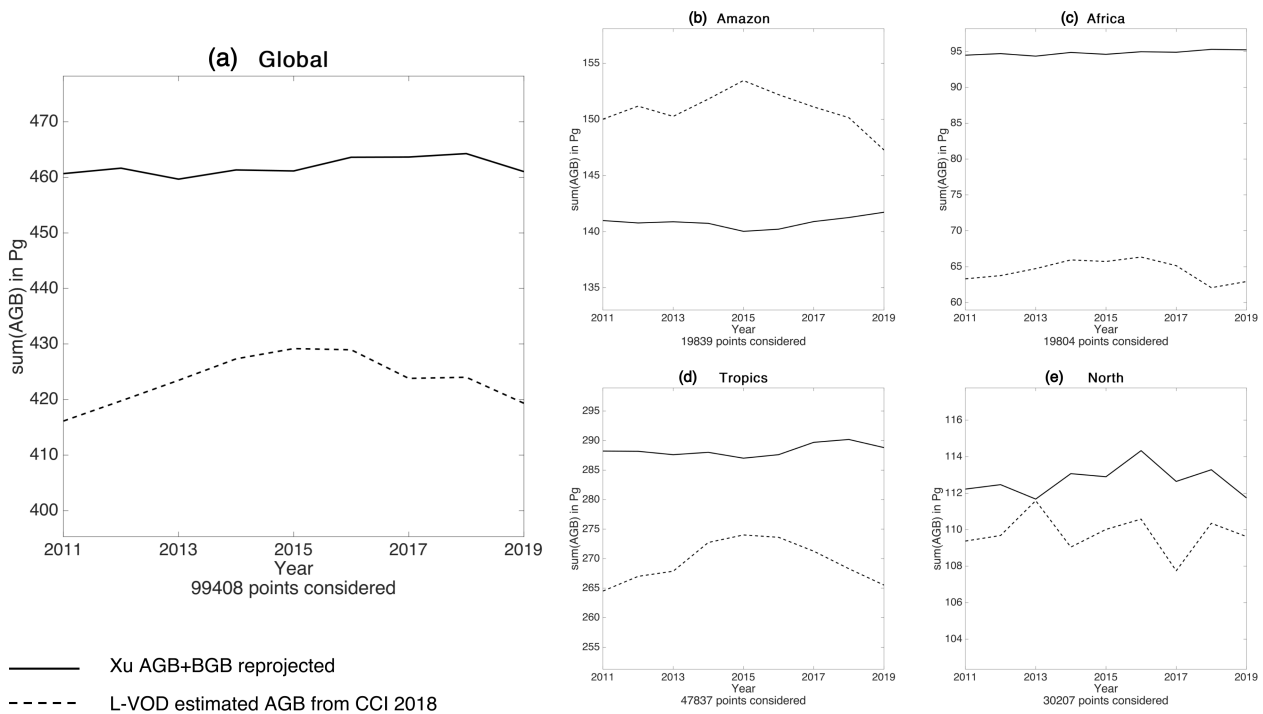 (a) Global
470
460
450
440
430
420
410
400
sum(AGB) in Pg
2011 2013 2015 2017 2019
Year
99408 points considered
(b) Amazon
155
150
145
140
135
sum(AGB) in Pg
2011 2013 2015 2017 2019
Year
19839 points considered
(c) Africa
95
90
85
80
75
70
65
60
sum(AGB) in Pg
2011 2013 2015 2017 2019
Year
19804 points considered
(d) Tropics
295
290
285
280
275
270
265
260
255
sum(AGB) in Pg
2011 2013 2015 2017 2019
Year
47837 points considered
(e) North
116
114
112
110
108
106
104
sum(AGB) in Pg
2011 2013 2015 2017 2019
Year
30207 points considered
Xu AGB+BGB reprojected
L-VOD estimated AGB from CCI 2018